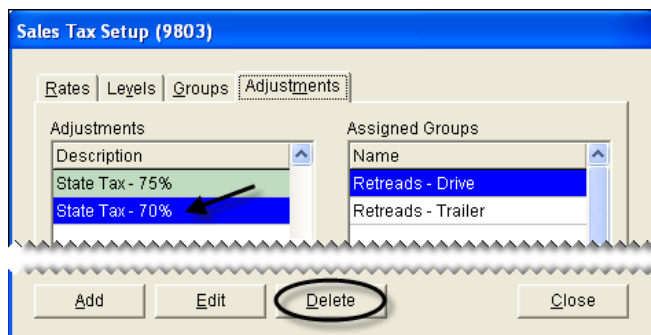 Sales Tax Setup (9803)
Rates Levels Groups Adjustments
Adjustments Assigned Groups
Description Name
State Tax - 75% Retreads - Drive
State Tax - 70% Retreads - Trailer
Add Edit Delete Close